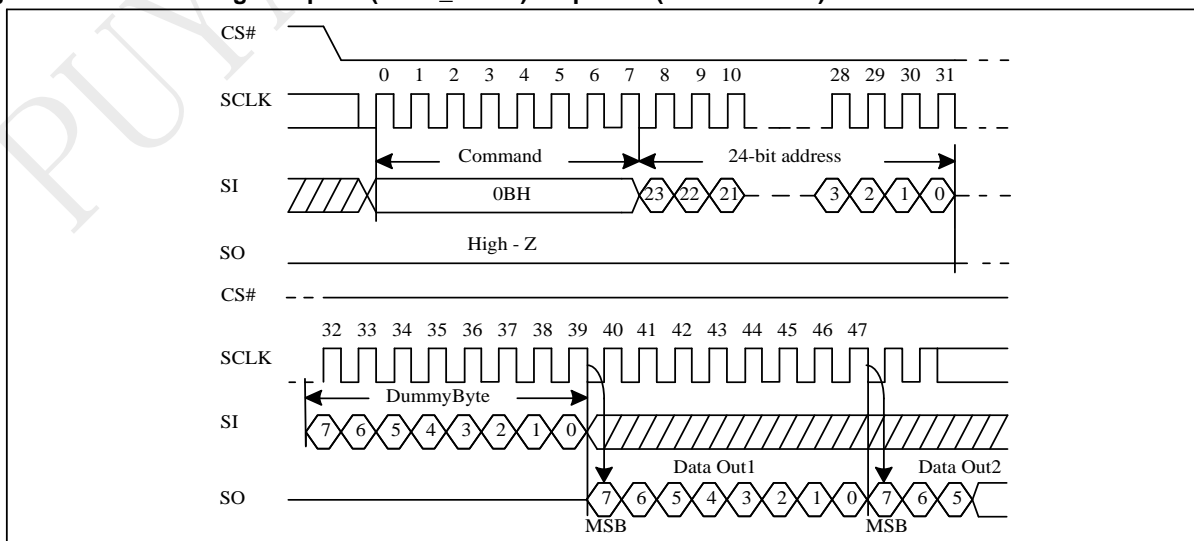 PUYA
CS#
0 1 2 3 4 5 6 7 8 9 10 28 29 30 31
SCLK
Command 24-bit address
SI 0BH 23 22 21 3 2 1 0
SO High - Z
CS#
32 33 34 35 36 37 38 39 40 41 42 43 44 45 46 47
SCLK
DummyByte
SI 7 6 5 4 3 2 1 0
Data Out1 Data Out2
SO 7 6 5 4 3 2 1 0 7 6 5
MSB MSB